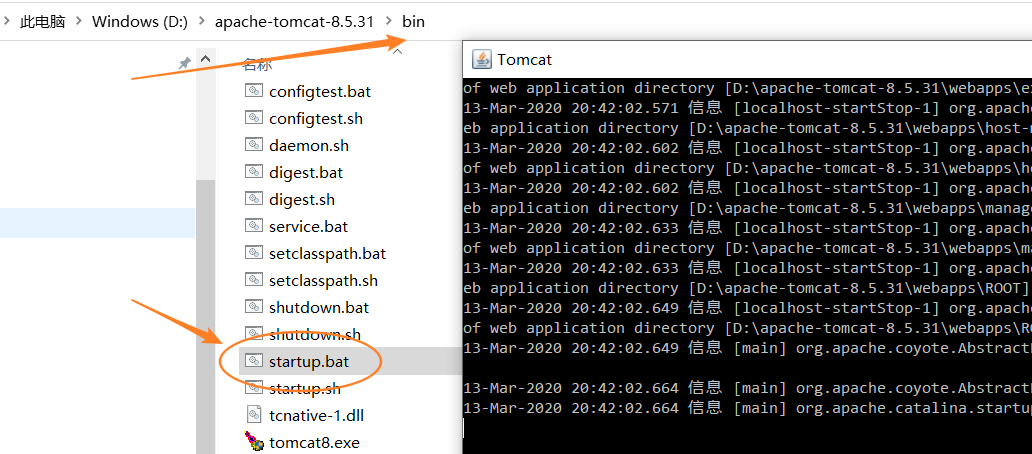 此电脑 > Windows (D:) > apache-tomcat-8.5.31 > bin
名称
configtest.bat
configtest.sh
daemon.sh
digest.bat
digest.sh
service.bat
setclasspath.bat
setclasspath.sh
shutdown.bat
shutdown.sh
startup.bat
startup.sh
tcnative-1.dll
tomcat8.exe
Tomcat
of web application directory [D:\apache-tomcat-8.5.31\webapps\e
13-Mar-2020 20:42:02.571 信息 [localhost-startStop-1] org.apac
eb application directory [D:\apache-tomcat-8.5.31\webapps\host-
13-Mar-2020 20:42:02.602 信息 [localhost-startStop-1] org.apac
of web application directory [D:\apache-tomcat-8.5.31\webapps\h
13-Mar-2020 20:42:02.602 信息 [localhost-startStop-1] org.apac
eb application directory [D:\apache-tomcat-8.5.31\webapps\manag
13-Mar-2020 20:42:02.633 信息 [localhost-startStop-1] org.apac
of web application directory [D:\apache-tomcat-8.5.31\webapps\m
13-Mar-2020 20:42:02.633 信息 [localhost-startStop-1] org.apac
eb application directory [D:\apache-tomcat-8.5.31\webapps\ROOT]
13-Mar-2020 20:42:02.649 信息 [localhost-startStop-1] org.apac
of web application directory [D:\apache-tomcat-8.5.31\webapps\R
13-Mar-2020 20:42:02.649 信息 [main] org.apache.coyote.Abstract
13-Mar-2020 20:42:02.664 信息 [main] org.apache.coyote.Abstract
13-Mar-2020 20:42:02.664 信息 [main] org.apache.catalina.startu